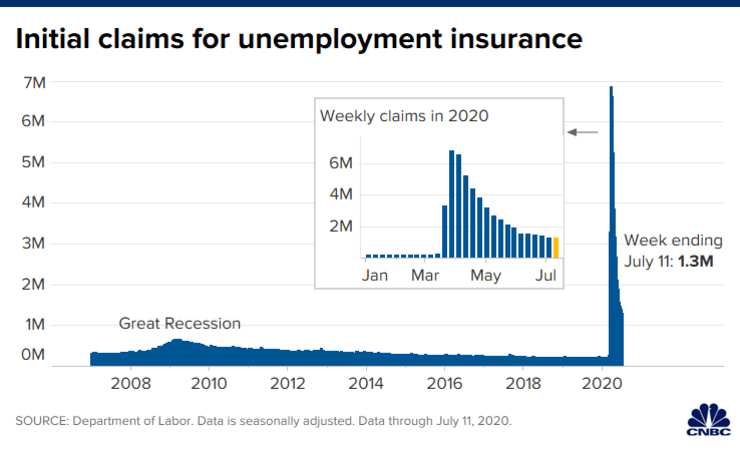 Initial claims for unemployment insurance
7M
6M
5M
4M
3M
2M
1M
0M
Weekly claims in 2020
6M
4M
2M
Jan Mar May Jul
Week ending
July 11: 1.3M
Great Recession
2008 2010 2012 2014 2016 2018 2020
SOURCE: Department of Labor. Data is seasonally adjusted. Data through July 11, 2020.
CNBC